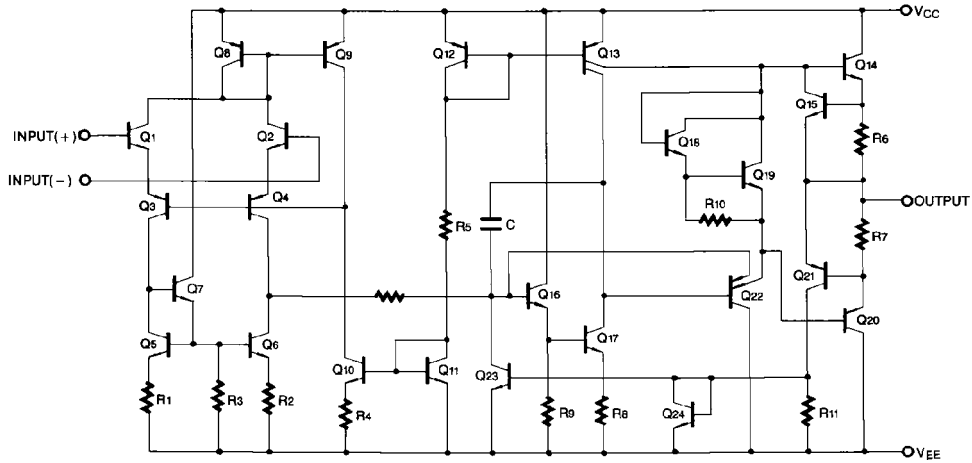 VCC
Q8
Q9
Q12
Q13
Q14
Q15
INPUT(+)
Q1
Q2
R6
Q18
INPUT(−)
Q19
Q3
Q4
OUTPUT
R10
R5
C
R7
Q21
Q7
Q16
Q22
Q20
Q5
Q6
Q17
Q10
Q11
Q23
R1
R3
R2
R4
R9
R8
Q24
R11
VEE